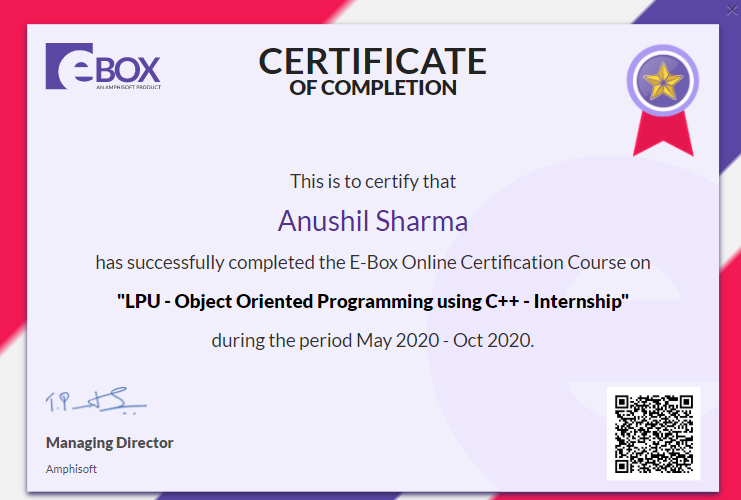 eBOX
AN AMPHISOFT PRODUCT
CERTIFICATE
OF COMPLETION
This is to certify that
Anushil Sharma
has successfully completed the E-Box Online Certification Course on
"LPU - Object Oriented Programming using C++ - Internship"
during the period May 2020 - Oct 2020.
Managing Director
Amphisoft